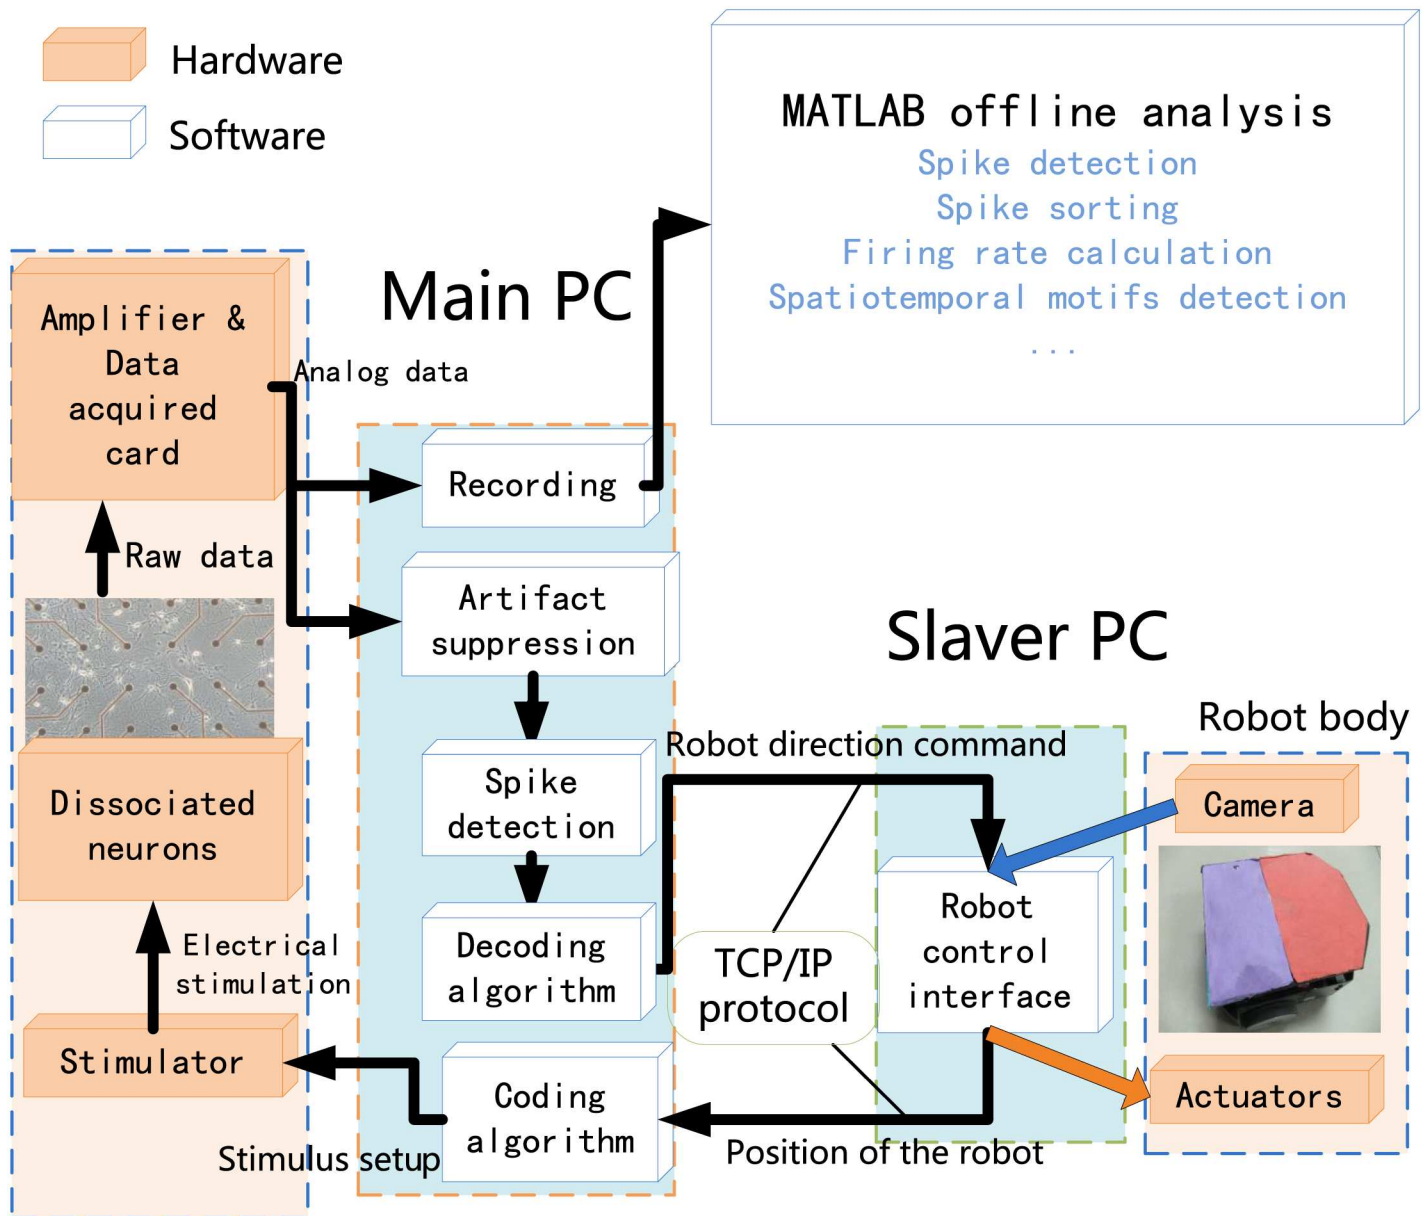 Hardware
Software
MATLAB offline analysis
Spike detection
Spike sorting
Firing rate calculation
Spatiotemporal motifs detection
...
Main PC
Amplifier &
Data
acquired
card
Analog data
Recording
Raw data
Artifact
suppression
Slaver PC
Robot body
Robot direction command
Spike
detection
Camera
Dissociated
neurons
Robot
control
interface
Decoding
algorithm
TCP/IP
protocol
Electrical
stimulation
Stimulator
Coding
algorithm
Actuators
Stimulus setup
Position of the robot